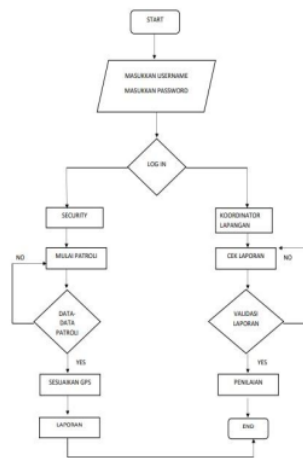 START
MASUKKAN USERNAME
MASUKKAN PASSWORD
LOG IN
SECURITY
KOORDINATOR
LAPANGAN
NO
MULAI PATROLI
CEK LAPORAN
NO
DATA-
DATA
PATROLI
VALIDASI
LAPORAN
YES
YES
SESUAIKAN GPS
PENILAIAN
LAPORAN
END